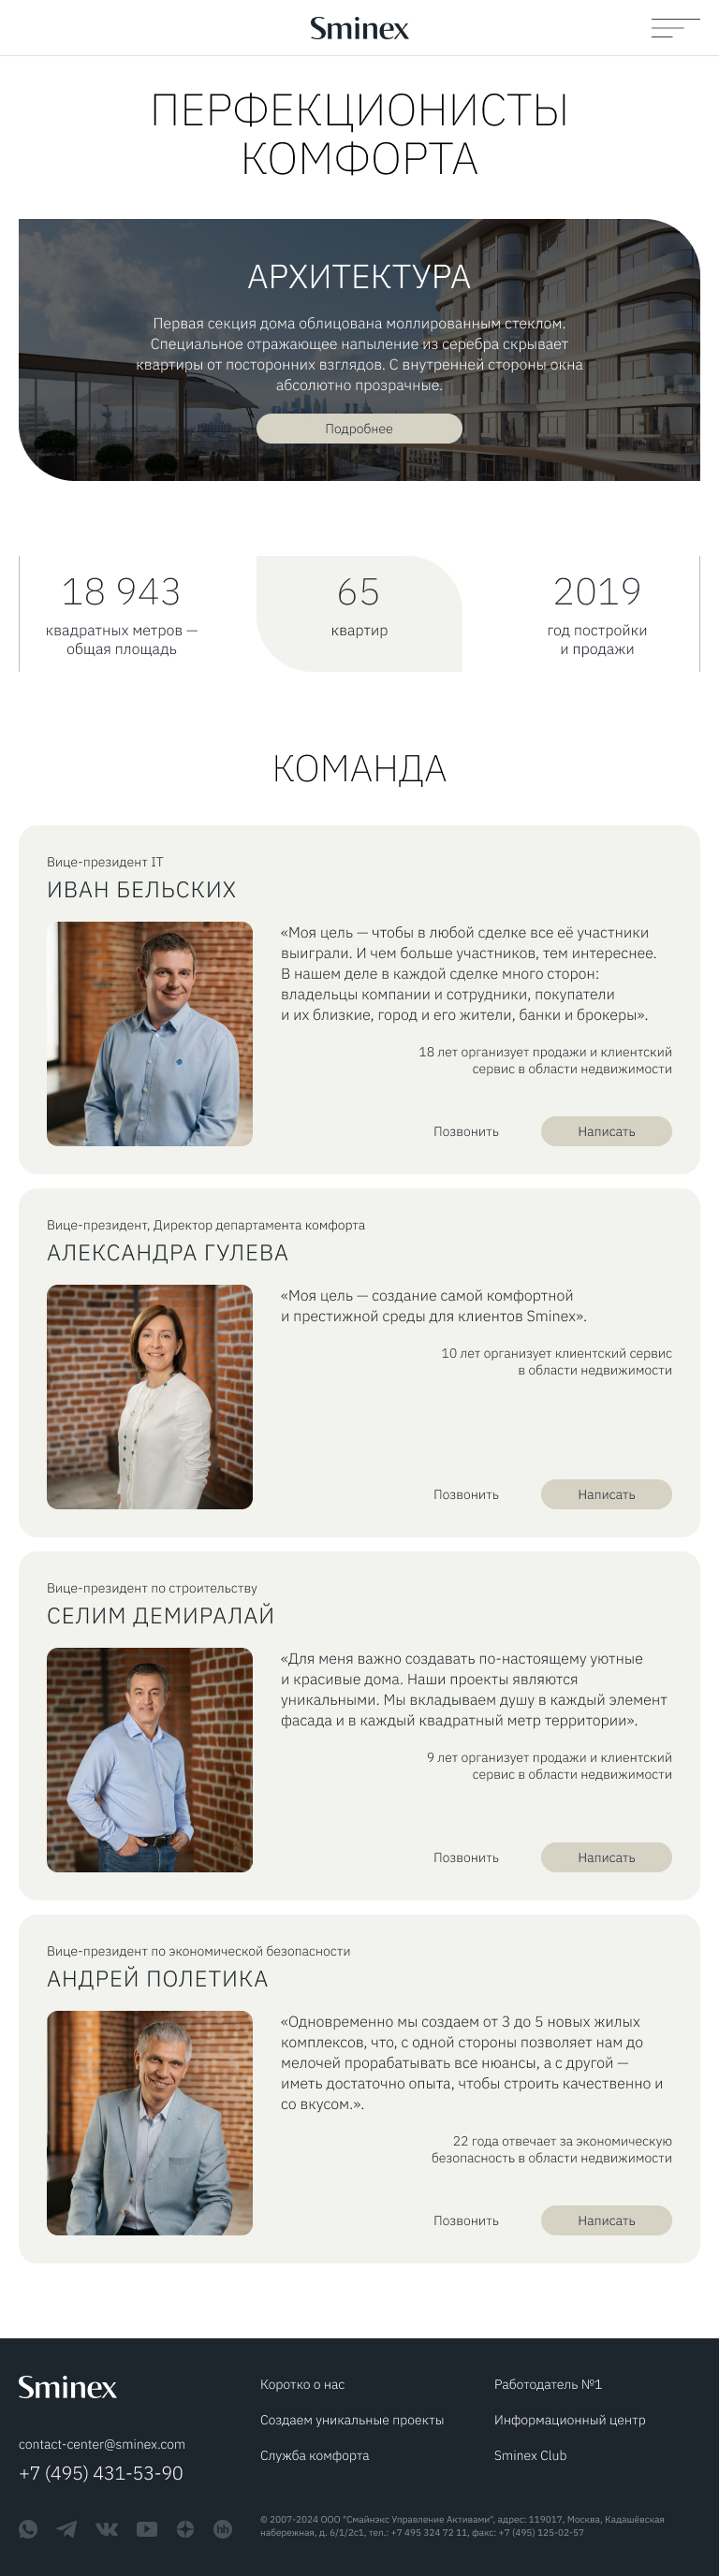 Sminex
ПЕРФЕКЦИОНИСТЫ
КОМФОРТА
АРХИТЕКТУРА
Первая секция дома облицована моллированным стеклом.
Специальное отражающее напыление из серебра скрывает
квартиры от посторонних взглядов. С внутренней стороны окна
абсолютно прозрачные.
Подробнее
18 943
квадратных метров —
общая площадь
65
квартир
2019
год постройки
и продажи
КОМАНДА
Вице-президент IT
ИВАН БЕЛЬСКИХ
«Моя цель — чтобы в любой сделке все её участники
выиграли. И чем больше участников, тем интереснее.
В нашем деле в каждой сделке много сторон:
владельцы компании и сотрудники, покупатели
и их близкие, город и его жители, банки и брокеры».
18 лет организует продажи и клиентский
сервис в области недвижимости
Позвонить
Написать
Вице-президент, Директор департамента комфорта
АЛЕКСАНДРА ГУЛЕВА
«Моя цель — создание самой комфортной
и престижной среды для клиентов Sminex».
10 лет организует клиентский сервис
в области недвижимости
Позвонить
Написать
Вице-президент по строительству
СЕЛИМ ДЕМИРАЛАЙ
«Для меня важно создавать по-настоящему уютные
и красивые дома. Наши проекты являются
уникальными. Мы вкладываем душу в каждый элемент
фасада и в каждый квадратный метр территории».
9 лет организует продажи и клиентский
сервис в области недвижимости
Позвонить
Написать
Вице-президент по экономической безопасности
АНДРЕЙ ПОЛЕТИКА
«Одновременно мы создаем от 3 до 5 новых жилых
комплексов, что, с одной стороны позволяет нам до
мелочей прорабатывать все нюансы, а с другой —
иметь достаточно опыта, чтобы строить качественно и
со вкусом.».
22 года отвечает за экономическую
безопасность в области недвижимости
Позвонить
Написать
Sminex
contact-center@sminex.com
+7 (495) 431-53-90
hh
Коротко о нас
Создаем уникальные проекты
Служба комфорта
Работодатель №1
Информационный центр
Sminex Club
© 2007-2024 ООО "Смайнэкс Управление Активами", адрес: 119017, Москва, Кадашёвская
набережная, д. 6/1/2с1, тел.: +7 495 324 72 11, факс: +7 (495) 125-02-57